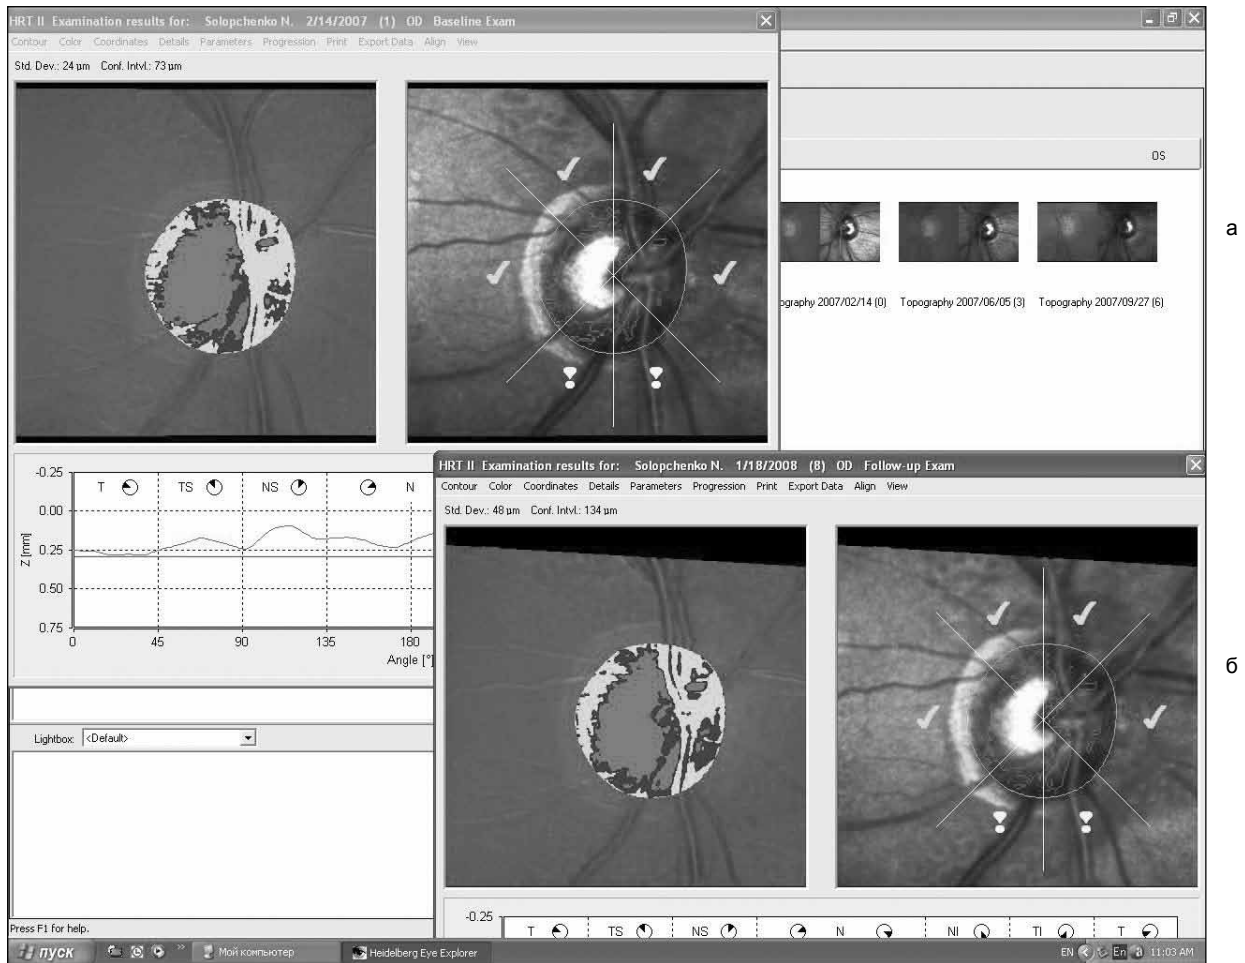 HRT II Examination results for: Solopchenko N. 2/14/2007 (1) OD Baseline Exam
Contour Color Coordinates Details Parameters Progression Print Export Data Align View
Std. Dev.: 24 µm Conf. Intvl.: 73 µm
OS
а
pography 2007/02/14 (0) Topography 2007/06/05 (3) Topography 2007/09/27 (6)
-0.25
T TS NS N
0.00
0.25
0.50
0.75
Z [mm]
0 45 90 135 180
Angle [°]
HRT II Examination results for: Solopchenko N. 1/18/2008 (8) OD Follow-up Exam
Contour Color Coordinates Details Parameters Progression Print Export Data Align View
Std. Dev.: 48 µm Conf. Intvl.: 134 µm
б
Lightbox: <Default>
-0.25
T TS NS N NI TI T
Press F1 for help.
пуск
Мой компьютер
Heidelberg Eye Explorer
EN
En
11:03 AM